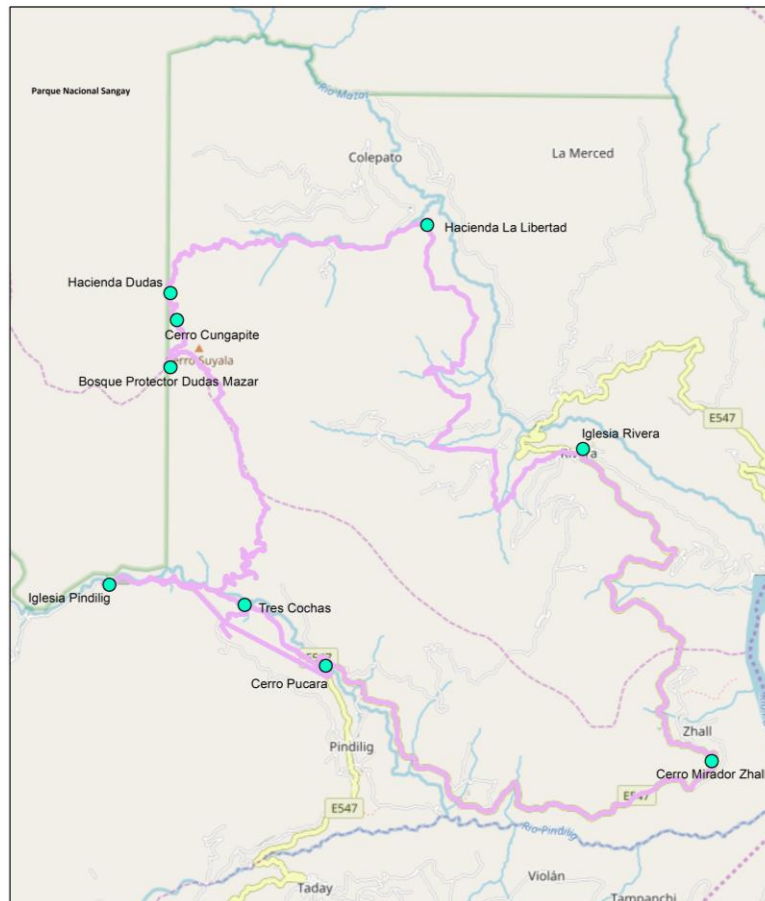 Parque Nacional Sangay
Río Mazar
Colepato
La Merced
Hacienda La Libertad
Hacienda Dudas
Cerro Cungapite
Cerro Suyala
Bosque Protector Dudas Mazar
E547
Iglesia Rivera
Rivera
Iglesia Pindilig
Tres Cochas
E547
Cerro Pucara
Pindilig
Zhall
Cerro Mirador Zhall
E547
E547
Río Pindilig
Violán
Taday
Tampanchi